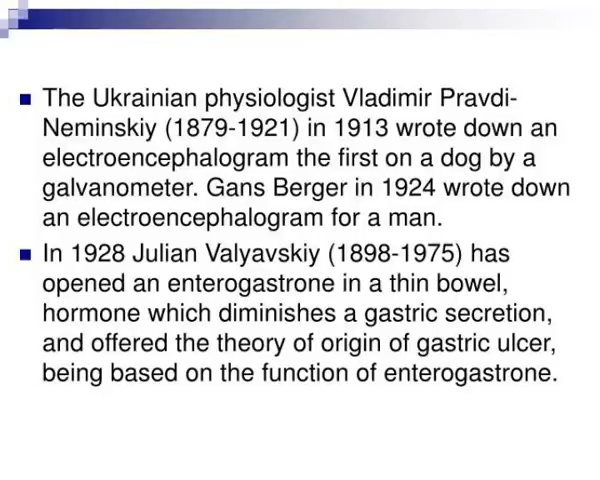 The Ukrainian physiologist Vladimir Pravdi-
Neminskiy (1879-1921) in 1913 wrote down an
electroencephalogram the first on a dog by a
galvanometer. Gans Berger in 1924 wrote down
an electroencephalogram for a man.
In 1928 Julian Valyavskiy (1898-1975) has
opened an enterogastrone in a thin bowel,
hormone which diminishes a gastric secretion,
and offered the theory of origin of gastric ulcer,
being based on the function of enterogastrone.